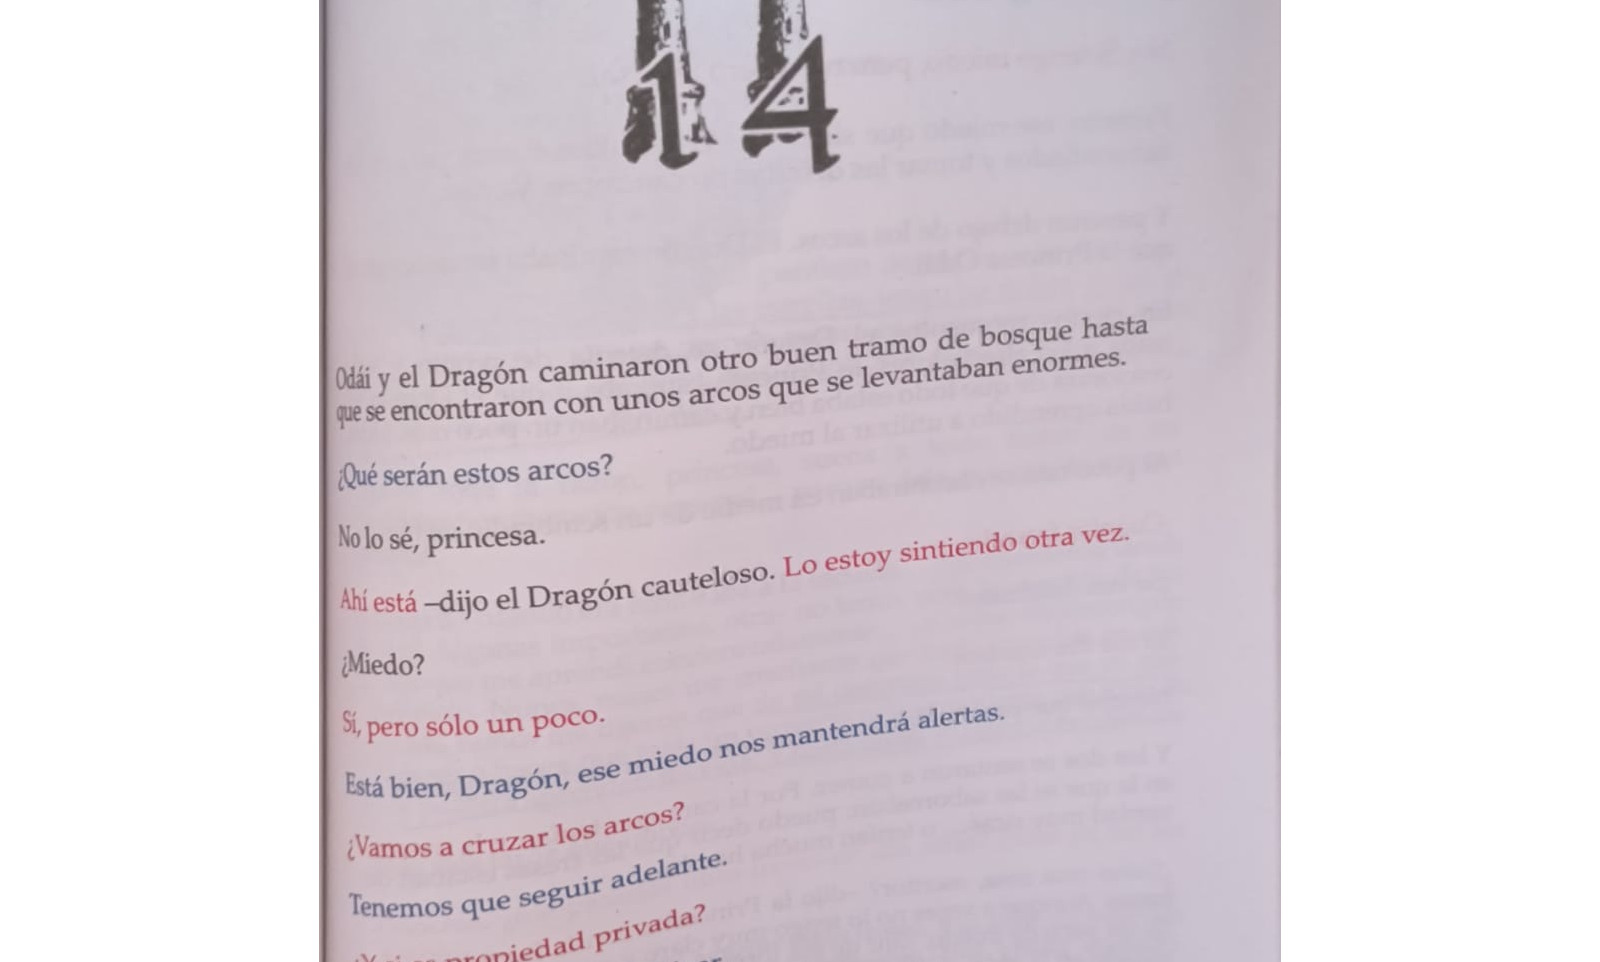 14
Odái y el Dragón caminaron otro buen tramo de bosque hasta
que se encontraron con unos arcos que se levantaban enormes.
¿Qué serán estos arcos?
No lo sé, princesa.
Ahí está –dijo el Dragón cauteloso. Lo estoy sintiendo otra vez.
¿Miedo?
Sí, pero sólo un poco.
Está bien, Dragón, ese miedo nos mantendrá alertas.
¿Vamos a cruzar los arcos?
Tenemos que seguir adelante.
propiedad privada?